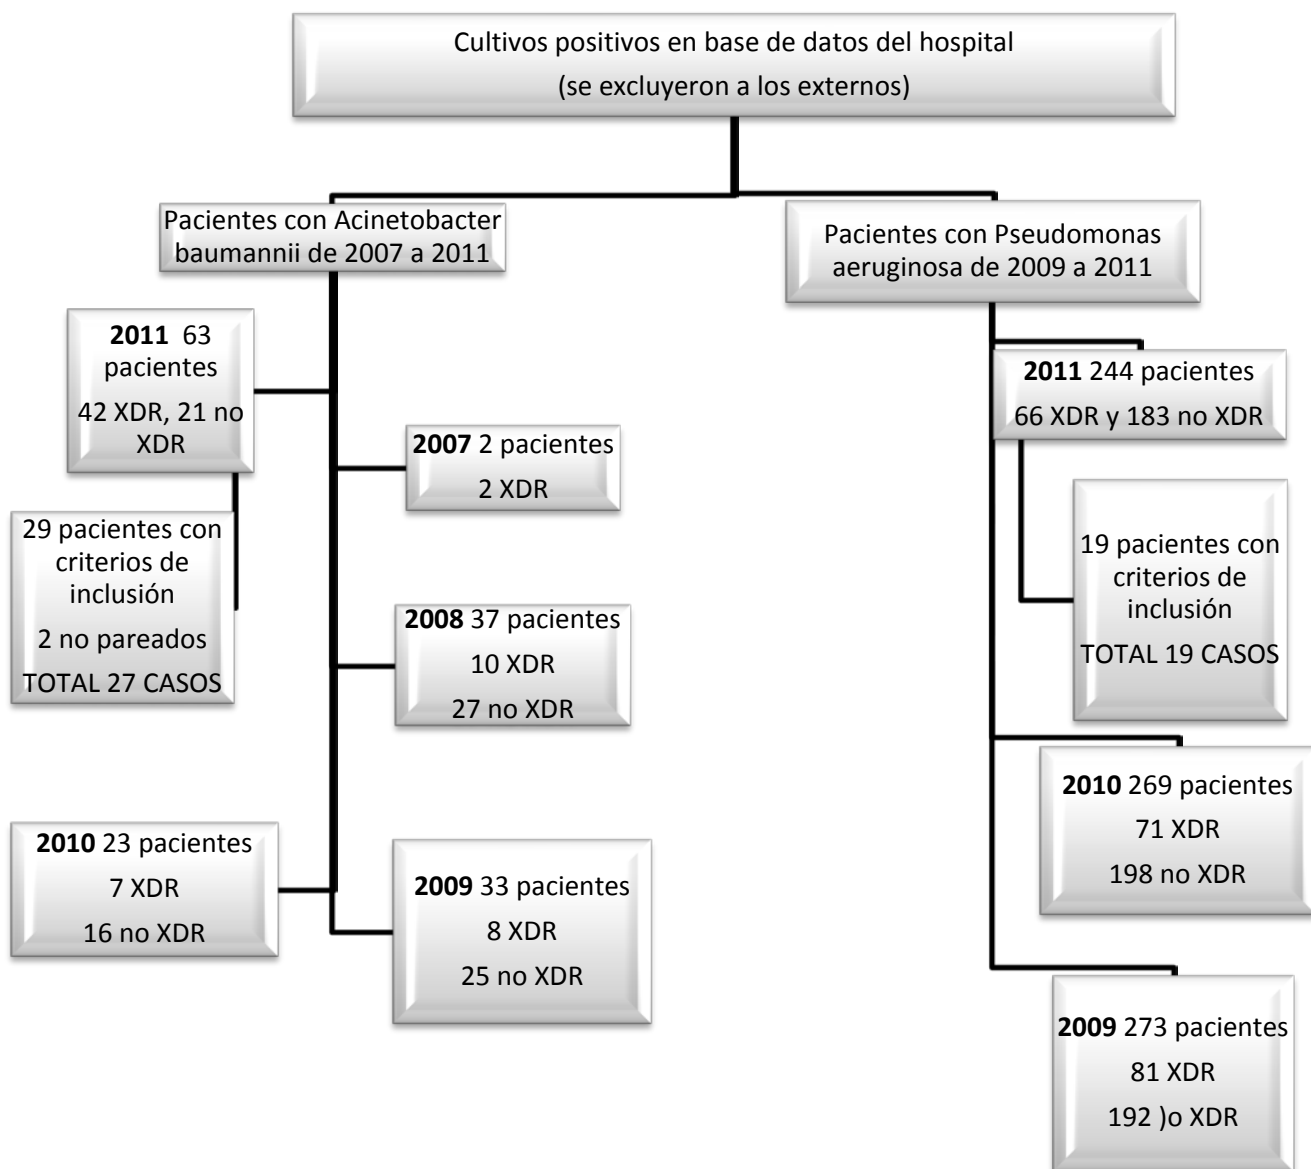 Cultivos positivos en base de datos del hospital
(se excluyeron a los externos)
Pacientes con Acinetobacter
baumannii de 2007 a 2011
Pacientes con Pseudomonas
aeruginosa de 2009 a 2011
2011 63
pacientes
42 XDR, 21 no
XDR
29 pacientes con
criterios de
inclusión
2 no pareados
TOTAL 27 CASOS
2007 2 pacientes
2 XDR
2008 37 pacientes
10 XDR
27 no XDR
2010 23 pacientes
7 XDR
16 no XDR
2009 33 pacientes
8 XDR
25 no XDR
2011 244 pacientes
66 XDR y 183 no XDR
19 pacientes con
criterios de
inclusión
TOTAL 19 CASOS
2010 269 pacientes
71 XDR
198 no XDR
2009 273 pacientes
81 XDR
192 )o XDR